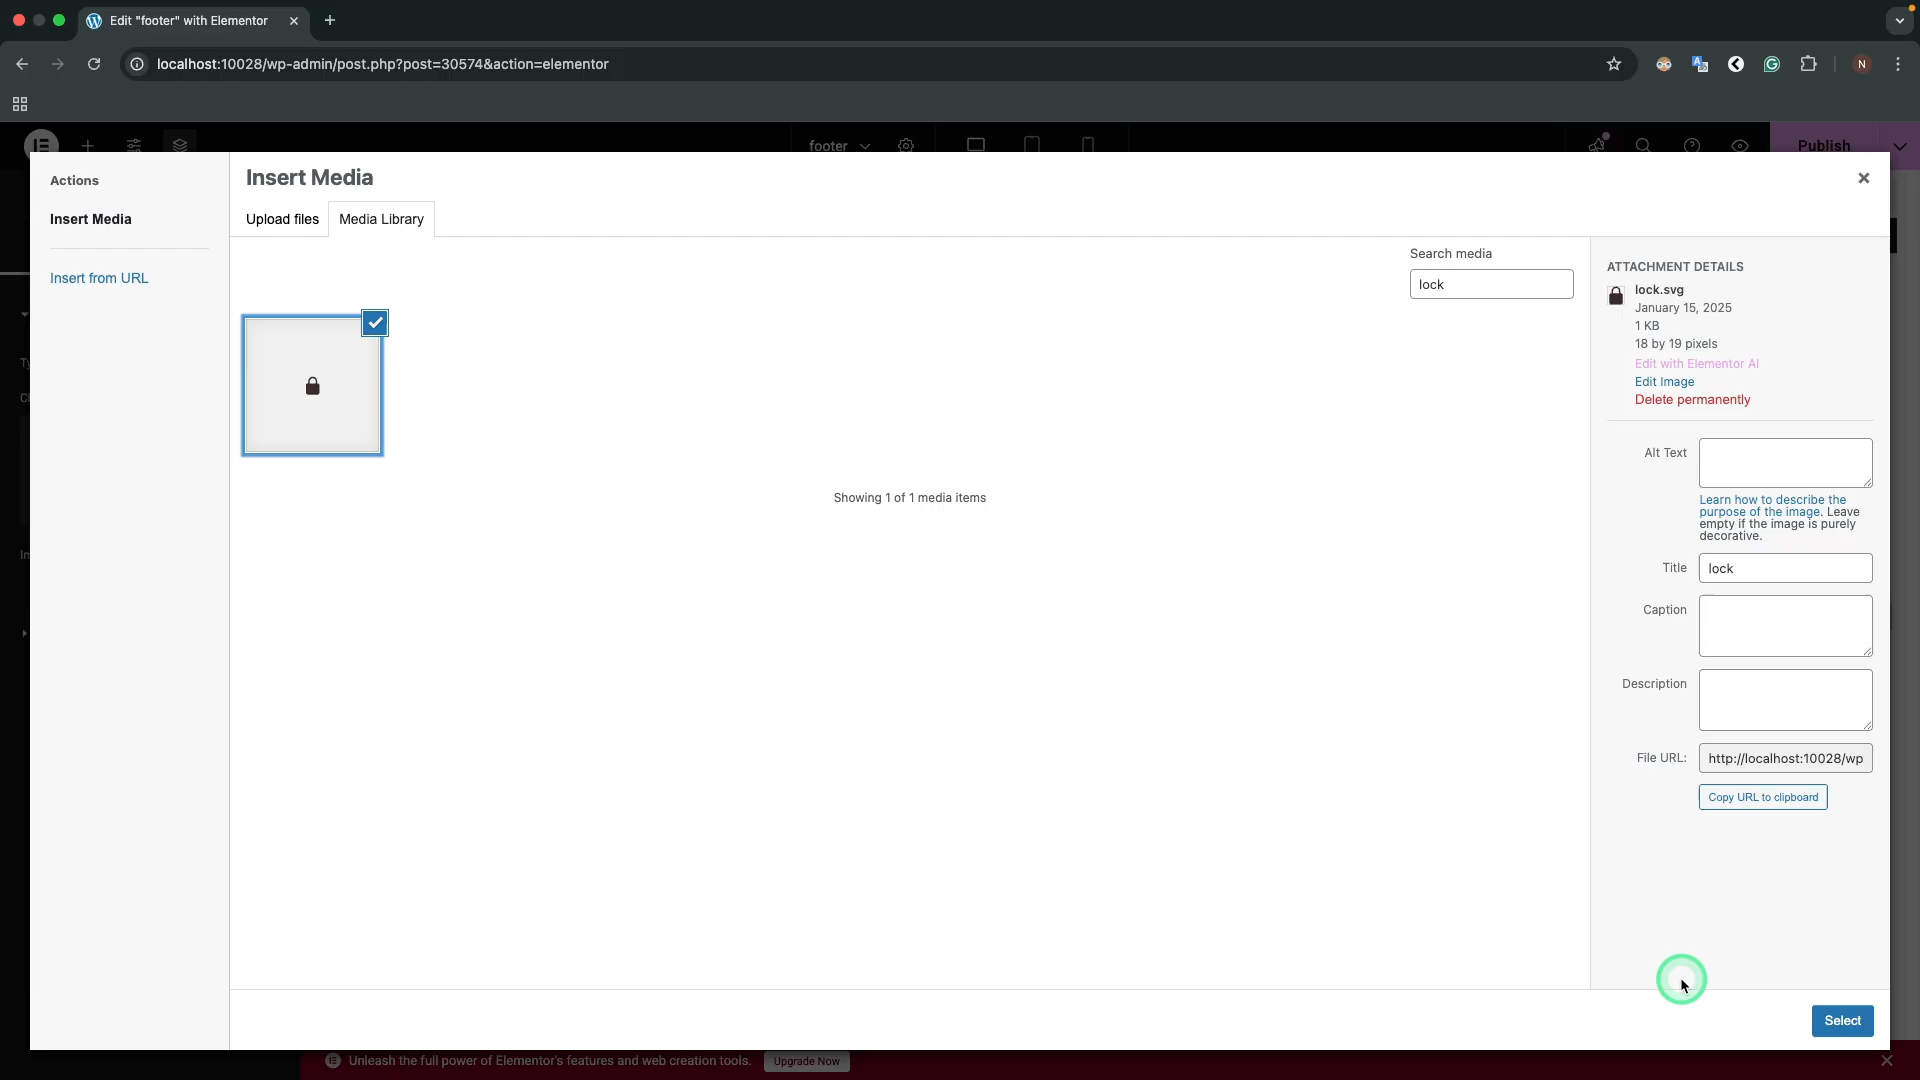 Edit "footer" with Elementor
localhost:10028/wp-admin/post.php?post=30574&action=elementor
N
footer
Publish
Actions
Insert Media
Insert from URL
Insert Media
Upload files
Media Library
Search media
lock
Showing 1 of 1 media items
ATTACHMENT DETAILS
lock.svg
January 15, 2025
1 KB
18 by 19 pixels
Edit with Elementor AI
Edit Image
Delete permanently
Alt Text
Learn how to describe the
purpose of the image. Leave
empty if the image is purely
decorative.
Title
lock
Caption
Description
File URL:
http://localhost:10028/wp
Copy URL to clipboard
Select
Unleash the full power of Elementor's features and web creation tools.
Upgrade Now